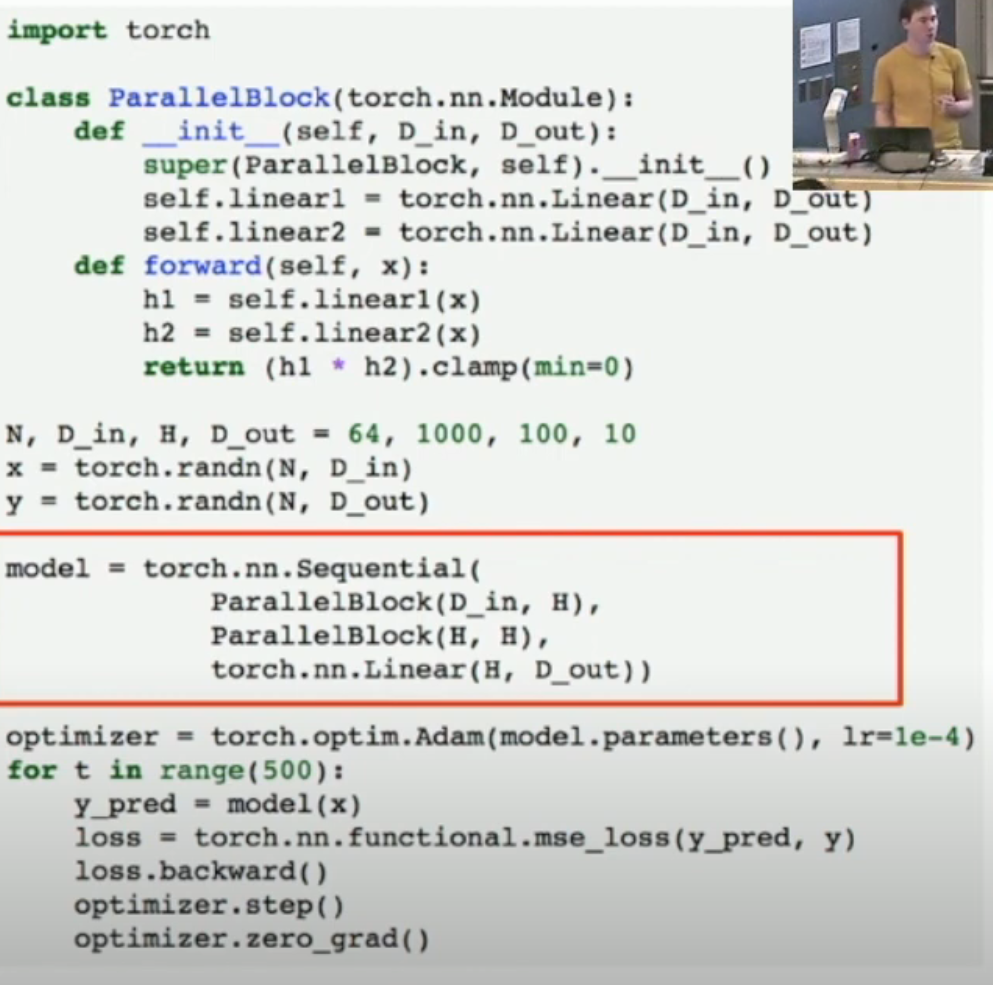 import torch

class ParallelBlock(torch.nn.Module):
    def __init__(self, D_in, D_out):
        super(ParallelBlock, self).__init__()
        self.linear1 = torch.nn.Linear(D_in, D_out)
        self.linear2 = torch.nn.Linear(D_in, D_out)
    def forward(self, x):
        h1 = self.linear1(x)
        h2 = self.linear2(x)
        return (h1 * h2).clamp(min=0)

N, D_in, H, D_out = 64, 1000, 100, 10
x = torch.randn(N, D_in)
y = torch.randn(N, D_out)

model = torch.nn.Sequential(
            ParallelBlock(D_in, H),
            ParallelBlock(H, H),
            torch.nn.Linear(H, D_out))

optimizer = torch.optim.Adam(model.parameters(), lr=1e-4)
for t in range(500):
    y_pred = model(x)
    loss = torch.nn.functional.mse_loss(y_pred, y)
    loss.backward()
    optimizer.step()
    optimizer.zero_grad()